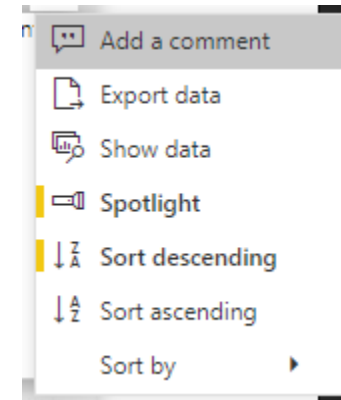 Add a comment
Export data
Show data
Spotlight
Sort descending
Sort ascending
Sort by